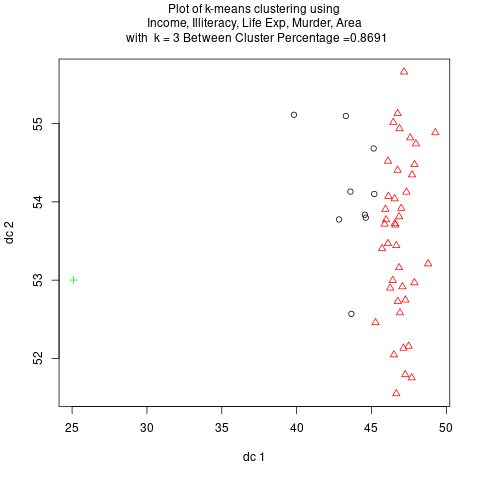 Plot of k-means clustering using
Income, Illiteracy, Life Exp, Murder, Area
with k = 3 Between Cluster Percentage =0.8691
55
54
53
52
dc 2
25 30 35 40 45 50
dc 1